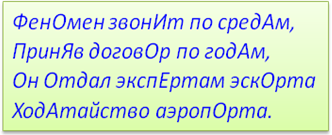 ФенОмен звонИт по средАм,
ПринЯв договОр по годАм,
Он Отдал экспЕртам эскОрта
ХодАтайство аэропОрта.